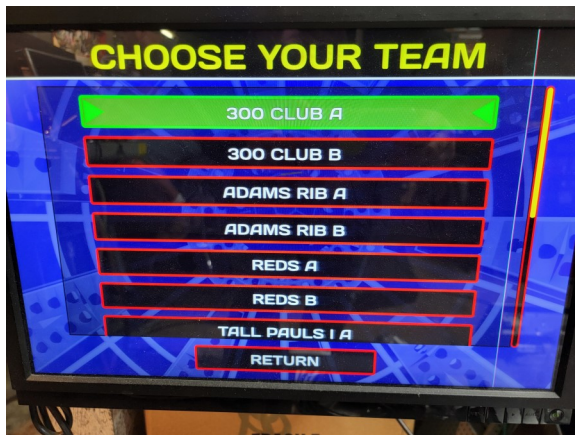 CHOOSE YOUR TEAM
300 CLUB A
300 CLUB B
ADAMS RIB A
ADAMS RIB B
REDS A
REDS B
TALL PAULS I A
RETURN